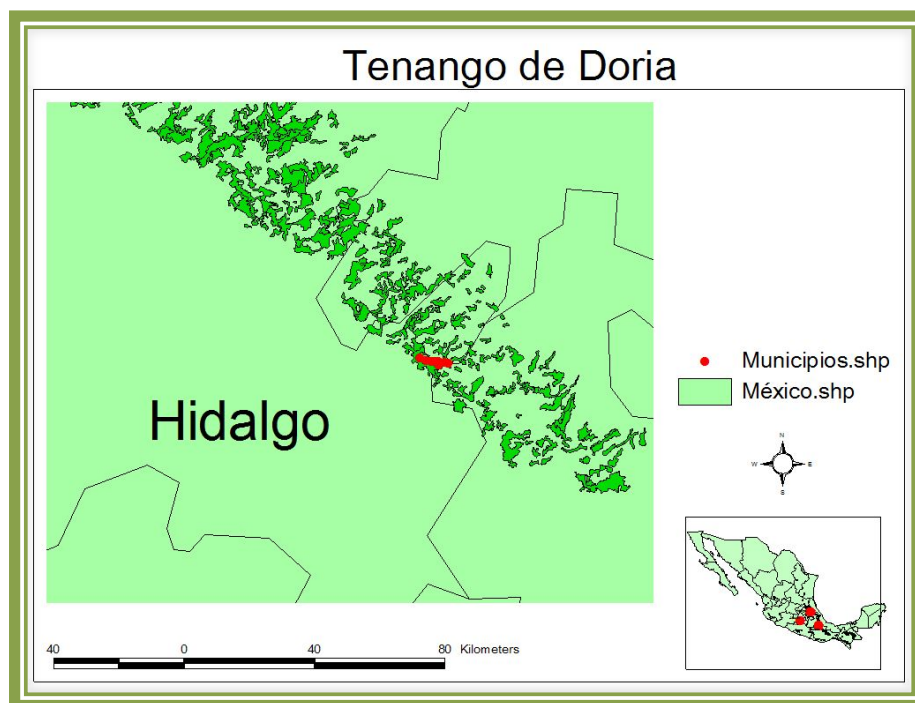 Tenango de Doria
Hidalgo
Municipios.shp
México.shp
N
W E
S
40 0 40 80 Kilometers